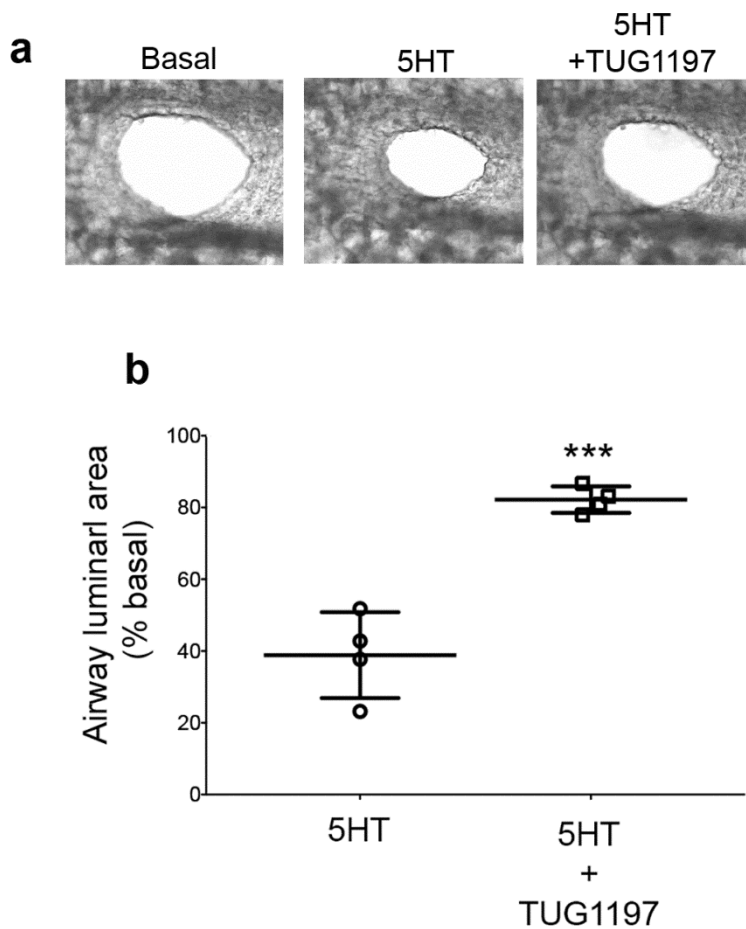 a
Basal
5HT
5HT
+TUG1197
b
Airway luminarl area
(% basal)
100
80
60
40
20
0
***
5HT
5HT
+
TUG1197